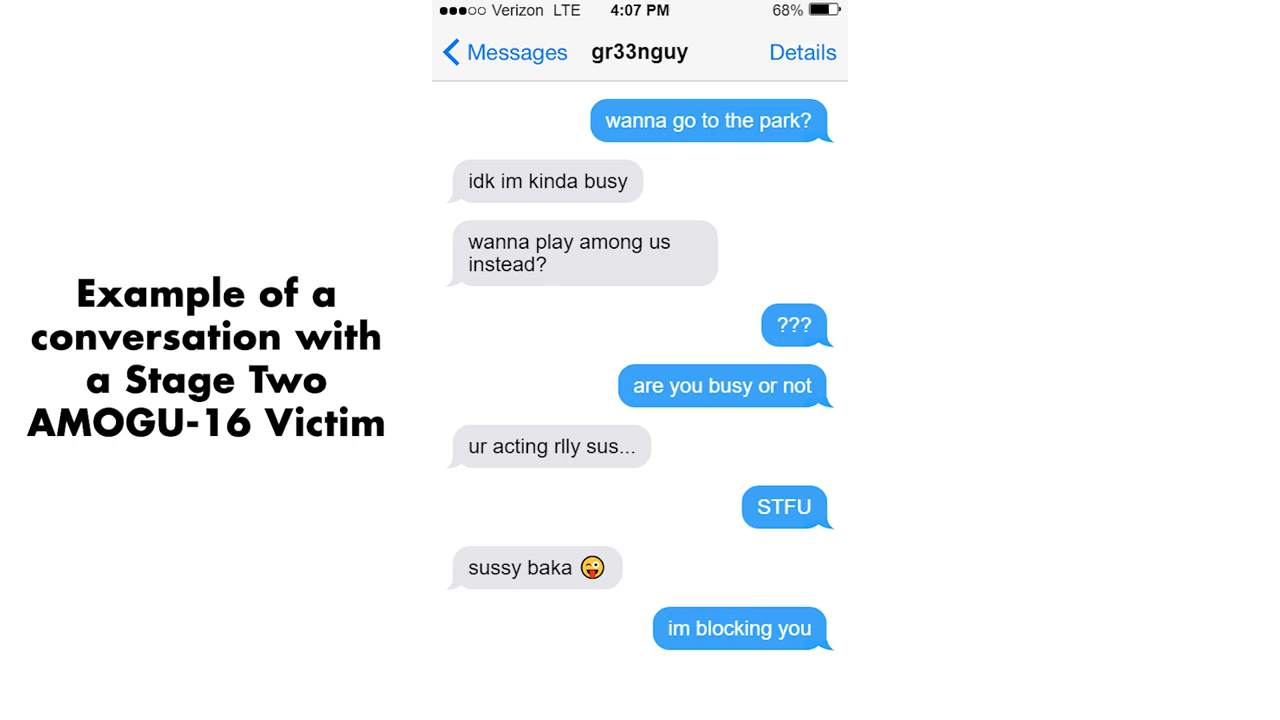 Verizon LTE 4:07 PM 68%
Messages gr33nguy Details
wanna go to the park?
idk im kinda busy
wanna play among us
instead?
???
are you busy or not
ur acting rlly sus...
STFU
sussy baka 😜
im blocking you
Example of a
conversation with
a Stage Two
AMOGU-16 Victim